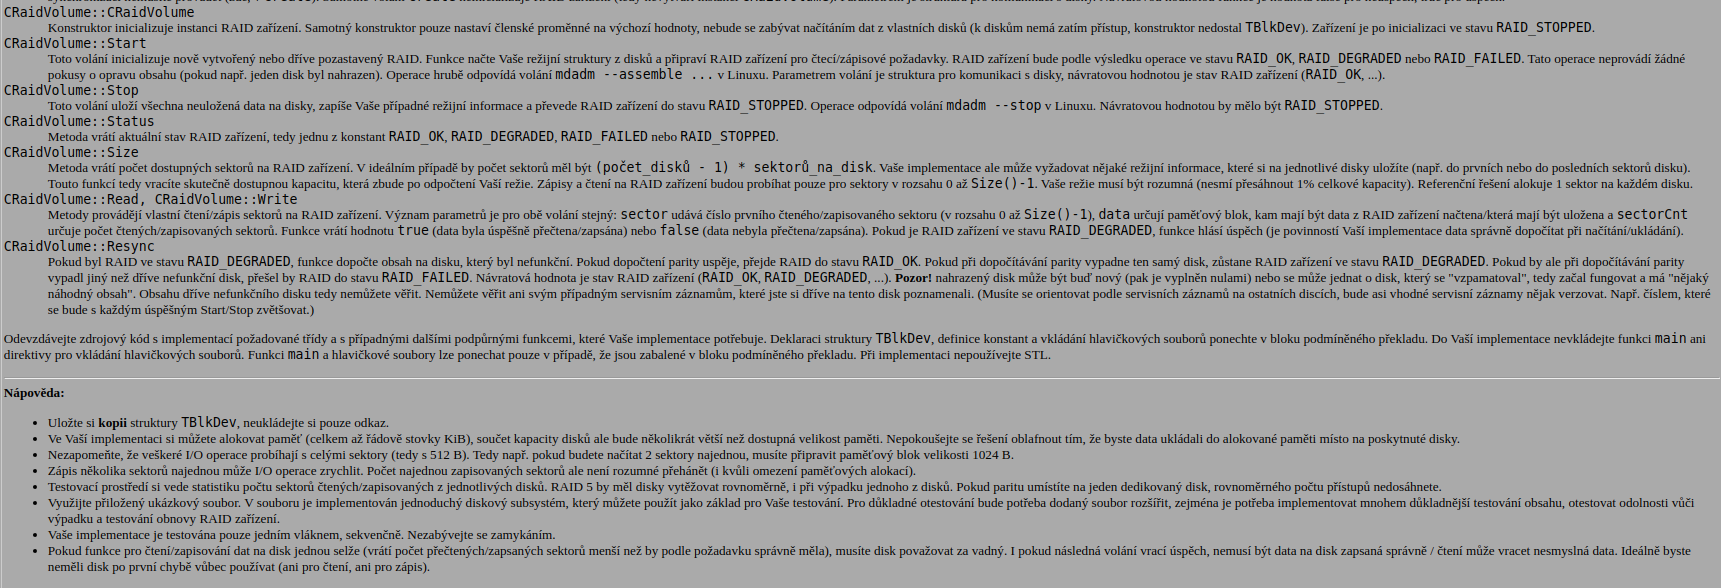 CRaidVolume::CRaidVolume
Konstruktor inicializuje instanci RAID zařízení. Samotný konstruktor pouze nastaví členské proměnné na výchozí hodnoty, nebude se zabývat načítáním dat z vlastních disků (k diskům nemá zatím přístup, konstruktor nedostal TBlkDev). Zařízení je po inicializaci ve stavu RAID_STOPPED.
CRaidVolume::Start
Toto volání inicializuje nově vytvořený nebo dříve pozastavený RAID. Funkce načte Vaše režijní struktury z disků a připraví RAID zařízení pro čtecí/zápisové požadavky. RAID zařízení bude podle výsledku operace ve stavu RAID_OK, RAID_DEGRADED nebo RAID_FAILED. Tato operace neprovádí žádné
pokusy o opravu obsahu (pokud např. jeden disk byl nahrazen). Operace hrubě odpovídá volání mdadm --assemble ... v Linuxu. Parametrem volání je struktura pro komunikaci s disky, návratovou hodnotou je stav RAID zařízení (RAID_OK, ...).
CRaidVolume::Stop
Toto volání uloží všechna neuložená data na disky, zapíše Vaše případné režijní informace a převede RAID zařízení do stavu RAID_STOPPED. Operace odpovídá volání mdadm --stop v Linuxu. Návratovou hodnotou by mělo být RAID_STOPPED.
CRaidVolume::Status
Metoda vrátí aktuální stav RAID zařízení, tedy jednu z konstant RAID_OK, RAID_DEGRADED, RAID_FAILED nebo RAID_STOPPED.
CRaidVolume::Size
Metoda vrátí počet dostupných sektorů na RAID zařízení. V ideálním případě by počet sektorů měl být (počet_disků - 1) * sektorů_na_disk. Vaše implementace ale může vyžadovat nějaké režijní informace, které si na jednotlivé disky uložíte (např. do prvních nebo do posledních sektorů disku).
Touto funkcí tedy vracíte skutečně dostupnou kapacitu, která zbude po odpočtení Vaší režie. Zápisy a čtení na RAID zařízení budou probíhat pouze pro sektory v rozsahu 0 až Size()-1. Vaše režie musí být rozumná (nesmí přesáhnout 1% celkové kapacity). Referenční řešení alokuje 1 sektor na každém disku.
CRaidVolume::Read, CRaidVolume::Write
Metody provádějí vlastní čtení/zápis sektorů na RAID zařízení. Význam parametrů je pro obě volání stejný: sector udává číslo prvního čteného/zapisovaného sektoru (v rozsahu 0 až Size()-1), data určují paměťový blok, kam mají být data z RAID zařízení načtena/která mají být uložena a sectorCnt
určuje počet čtených/zapisovaných sektorů. Funkce vrátí hodnotu true (data byla úspěšně přečtena/zapsána) nebo false (data nebyla přečtena/zapsána). Pokud je RAID zařízení ve stavu RAID_DEGRADED, funkce hlásí úspěch (je povinností Vaší implementace data správně dopočítat při načítání/ukládání).
CRaidVolume::Resync
Pokud byl RAID ve stavu RAID_DEGRADED, funkce dopočte obsah na disku, který byl nefunkční. Pokud dopočtení parity uspěje, přejde RAID do stavu RAID_OK. Pokud při dopočítávání parity vypadne ten samý disk, zůstane RAID zařízení ve stavu RAID_DEGRADED. Pokud by ale při dopočítávání parity
vypadl jiný než dříve nefunkční disk, přešel by RAID do stavu RAID_FAILED. Návratová hodnota je stav RAID zařízení (RAID_OK, RAID_DEGRADED, ...). Pozor! nahrazený disk může být buď nový (pak je vyplněn nulami) nebo se může jednat o disk, který se "vzpamatoval", tedy začal fungovat a má "nějaký
náhodný obsah". Obsahu dříve nefunkčního disku tedy nemůžete věřit. Nemůžete věřit ani svým případným servisním záznamům, které jste si dříve na tento disk poznamenali. (Musíte se orientovat podle servisních záznamů na ostatních discích, bude asi vhodné servisní záznamy nějak verzovat. Např. číslem, které
se bude s každým úspěšným Start/Stop zvětšovat.)
Odevzdávejte zdrojový kód s implementací požadované třídy a s případnými dalšími podpůrnými funkcemi, které Vaše implementace potřebuje. Deklaraci struktury TBlkDev, definice konstant a vkládání hlavičkových souborů ponechte v bloku podmíněného překladu. Do Vaší implementace nevkládejte funkci main ani
direktivy pro vkládání hlavičkových souborů. Funkci main a hlavičkové soubory lze ponechat pouze v případě, že jsou zabalené v bloku podmíněného překladu. Při implementaci nepoužívejte STL.
Nápověda:
• Uložte si kopii struktury TBlkDev, neukládejte si pouze odkaz.
• Ve Vaší implementaci si můžete alokovat paměť (celkem až řádově stovky KiB), součet kapacity disků ale bude několikrát větší než dostupná velikost paměti. Nepokoušejte se řešení oblafnout tím, že byste data ukládali do alokované paměti místo na poskytnuté disky.
• Nezapomeňte, že veškeré I/O operace probíhají s celými sektory (tedy s 512 B). Tedy např. pokud budete načítat 2 sektory najednou, musíte připravit paměťový blok velikosti 1024 B.
• Zápis několika sektorů najednou může I/O operace zrychlit. Počet najednou zapisovaných sektorů ale není rozumné přehánět (i kvůli omezení paměťových alokací).
• Testovací prostředí si vede statistiku počtu sektorů čtených/zapisovaných z jednotlivých disků. RAID 5 by měl disky vytěžovat rovnoměrně, i při výpadku jednoho z disků. Pokud paritu umístíte na jeden dedikovaný disk, rovnoměrného počtu přístupů nedosáhnete.
• Využijte přiložený ukázkový soubor. V souboru je implementován jednoduchý diskový subsystém, který můžete použít jako základ pro Vaše testování. Pro důkladné otestování bude potřeba dodaný soubor rozšířit, zejména je potřeba implementovat mnohem důkladnější testování obsahu, otestovat odolnosti vůči
výpadku a testování obnovy RAID zařízení.
• Vaše implementace je testována pouze jedním vláknem, sekvenčně. Nezabývejte se zamykáním.
• Pokud funkce pro čtení/zapisování dat na disk jednou selže (vrátí počet přečtených/zapsaných sektorů menší než by podle požadavku správně měla), musíte disk považovat za vadný. I pokud následná volání vrací úspěch, nemusí být data na disk zapsaná správně / čtení může vracet nesmyslná data. Ideálně byste
neměli disk po první chybě vůbec používat (ani pro čtení, ani pro zápis).